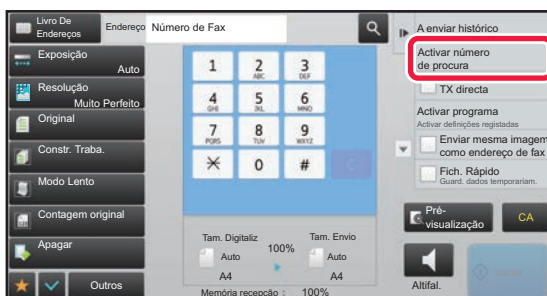 Livro De
Endereços
Endereço
Número de Fax
A enviar histórico
Exposição
Auto
Activar número
de procura
Resolução
Muito Perfeito
TX directa
Original
Activar programa
Activar definições registadas
Constr. Traba.
Enviar mesma imagem
como endereço de fax
Modo Lento
Fich. Rápido
Guard. dados temporariam.
Contagem original
Pré-
visualização
CA
Apagar
Outros
1
2
ABC
3
DEF
4
GHI
5
JKL
6
MNO
7
PQRS
8
TUV
9
WXYZ
0
#
C
Tam. Digitaliz
100%
Tam. Envio
Auto
Auto
A4
A4
Memória recepção : 100%
Altifal.